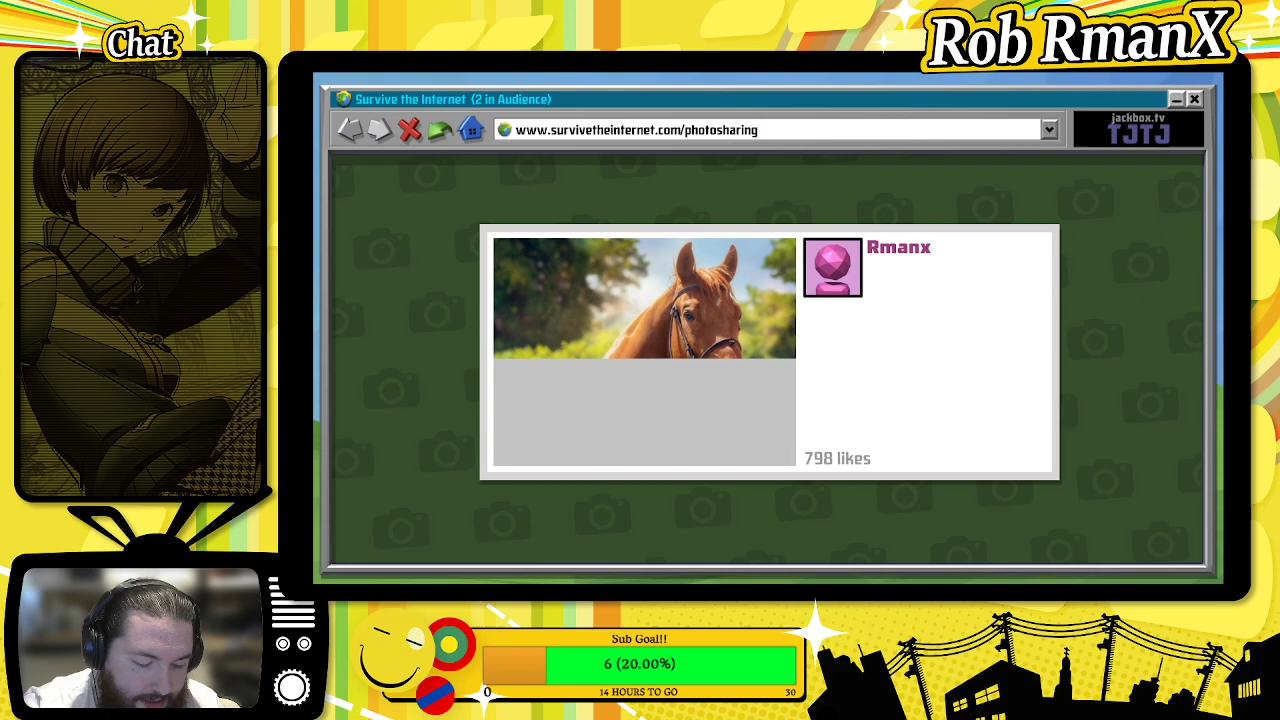 Chat
Rob RmanX
Survive the Internet (2 in Audience)
www.survivetheinternet.com/photosharing
jackbox.tv
TJTJ
Rmanx
798 likes
Sub Goal!!
6 (20.00%)
0
14 HOURS TO GO
30